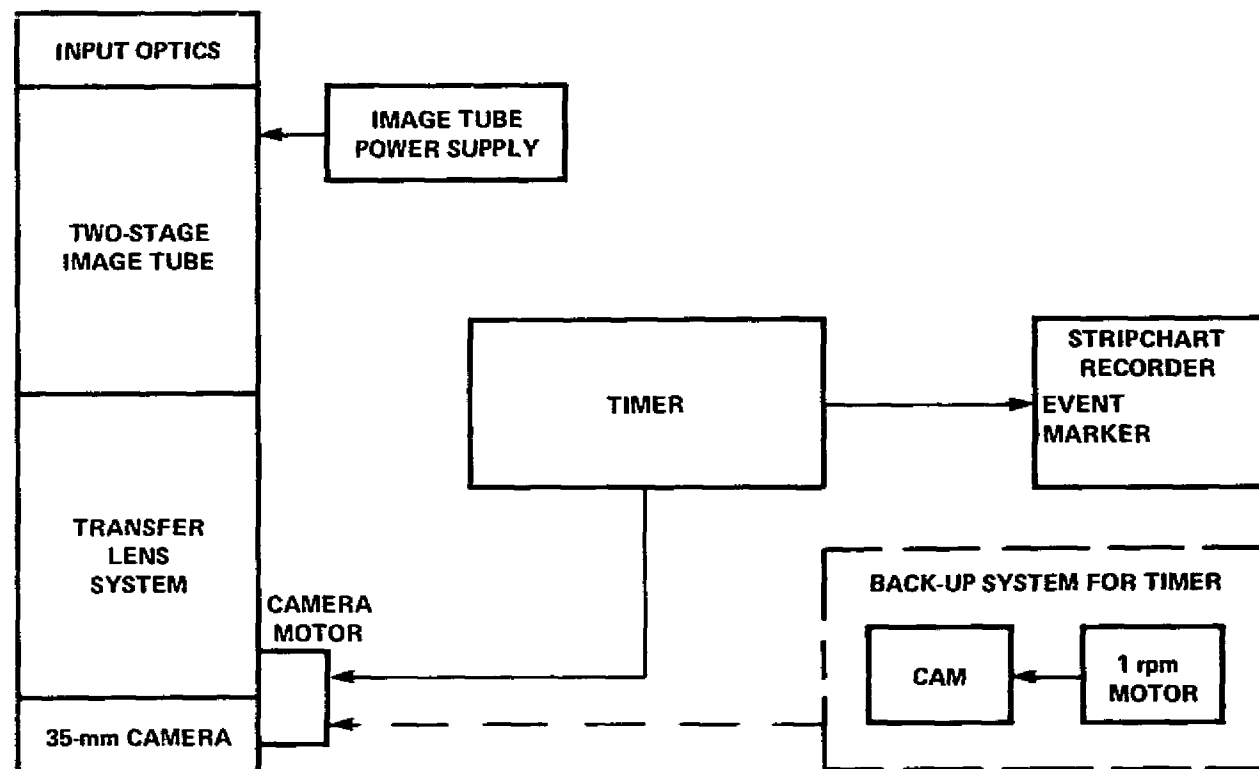 INPUT OPTICS
IMAGE TUBE
POWER SUPPLY
TWO-STAGE
IMAGE TUBE
TIMER
STRIPCHART
RECORDER
EVENT
MARKER
TRANSFER
LENS
SYSTEM
CAMERA
MOTOR
BACK-UP SYSTEM FOR TIMER
CAM
1 rpm
MOTOR
35-mm CAMERA